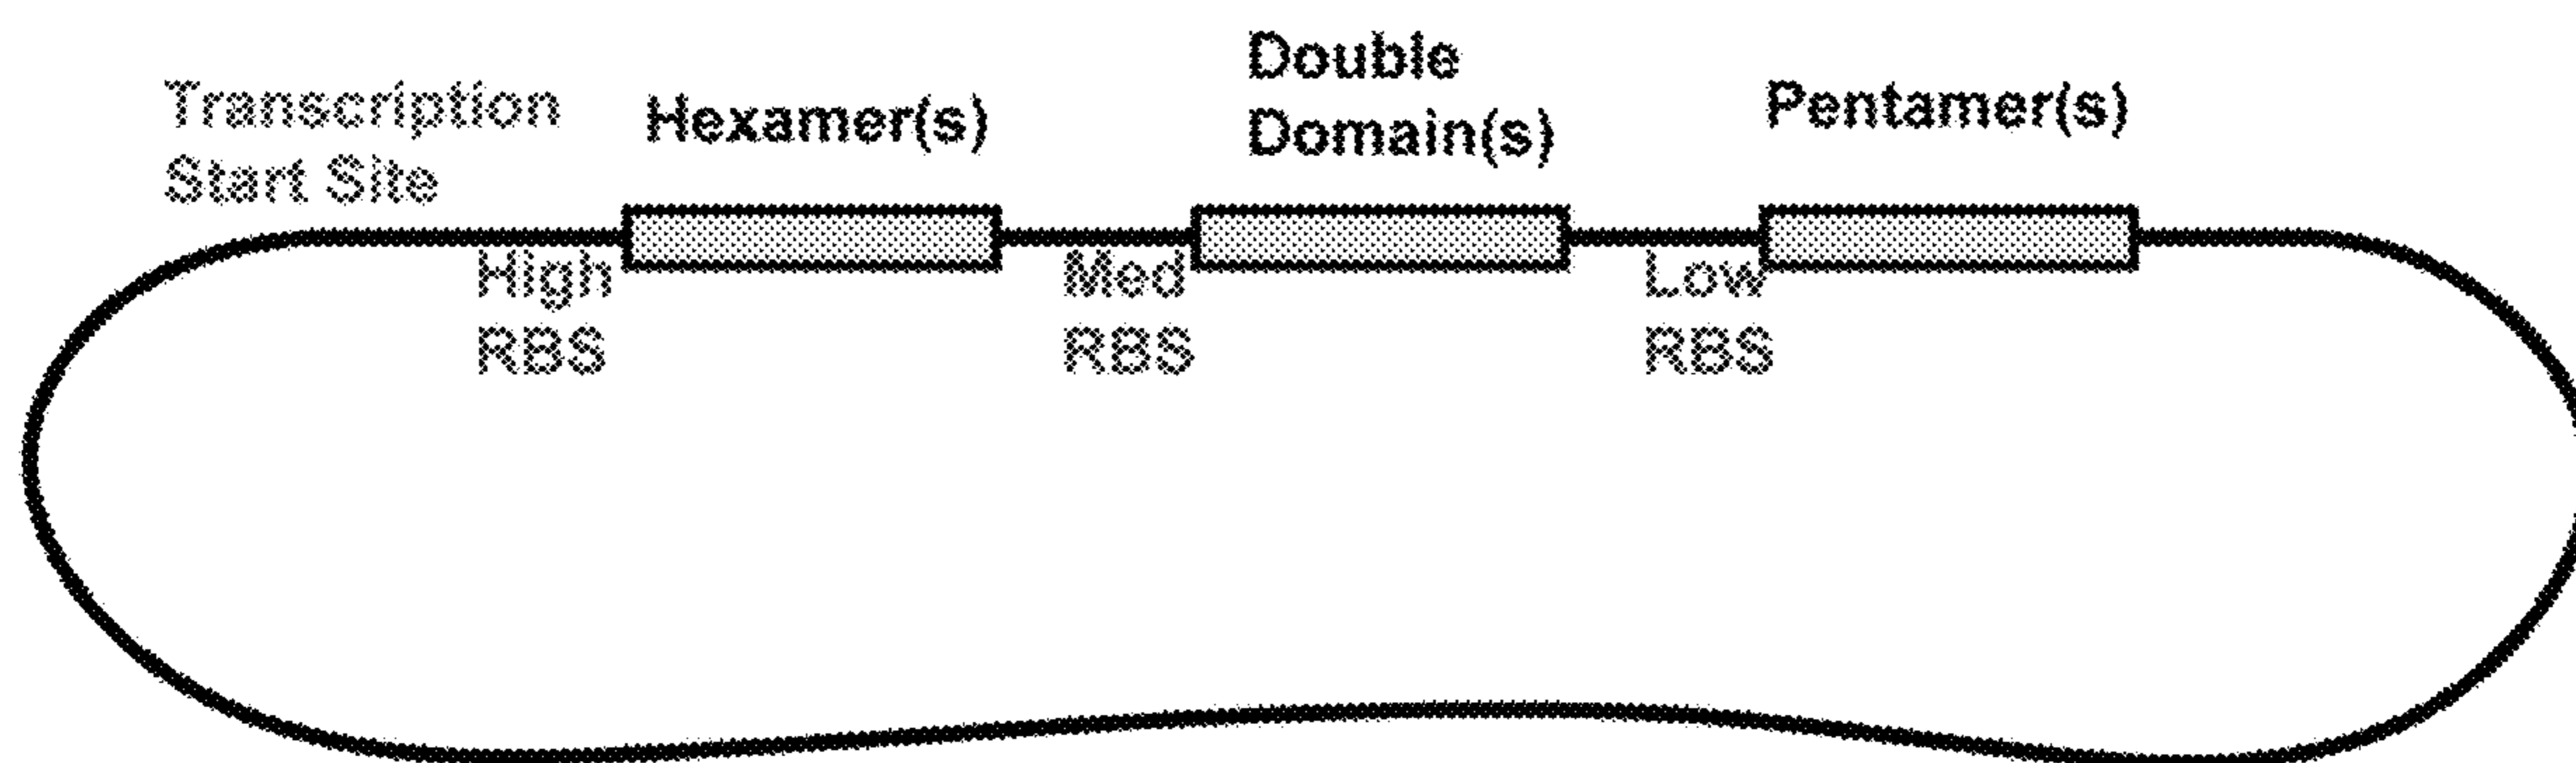 Transcription
Start Site
Hexamer(s)
Double
Domain(s)
Pentamer(s)
High
RBS
Med
RBS
Low
RBS